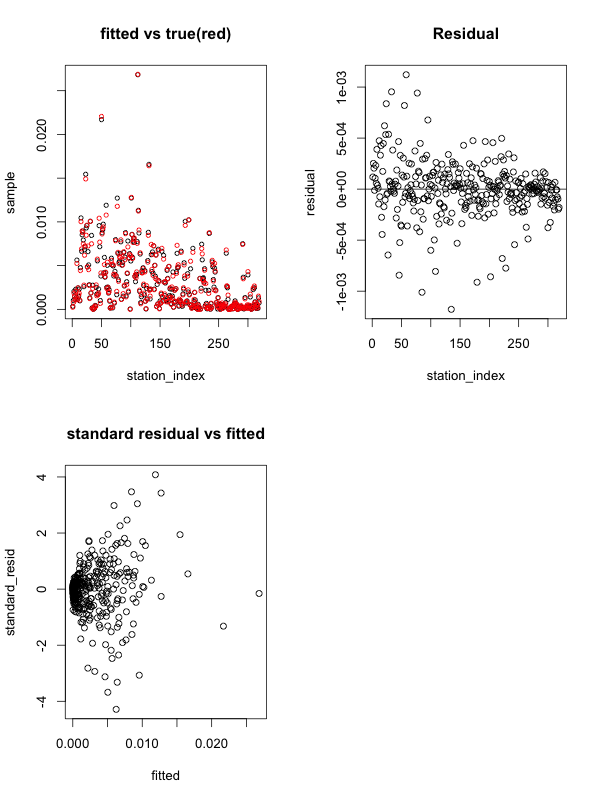 fitted vs true(red)
sample
0.000 0.010 0.020
0 50 150 250
station_index
Residual
residual
-1e-03 -5e-04 0e+00 5e-04 1e-03
0 50 150 250
station_index
standard residual vs fitted
standard_resid
-4 -2 0 2 4
0.000 0.010 0.020
fitted